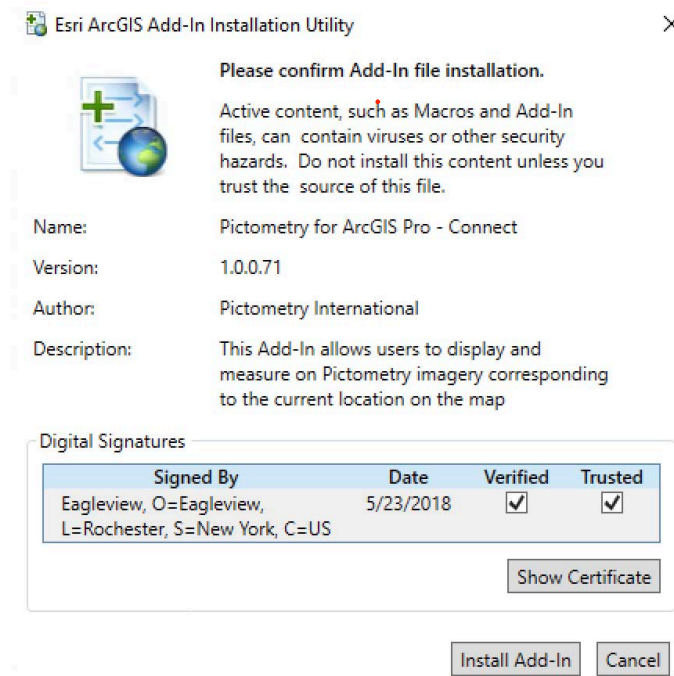 Esri ArcGIS Add-In Installation Utility
Please confirm Add-In file installation.
Active content, such as Macros and Add-In
files, can contain viruses or other security
hazards. Do not install this content unless you
trust the source of this file.
Name: Pictometry for ArcGIS Pro - Connect
Version: 1.0.0.71
Author: Pictometry International
Description: This Add-In allows users to display and
measure on Pictometry imagery corresponding
to the current location on the map
Digital Signatures
Signed By Date Verified Trusted
Eagleview, O=Eagleview, 5/23/2018
L=Rochester, S=New York, C=US
Show Certificate
Install Add-In Cancel